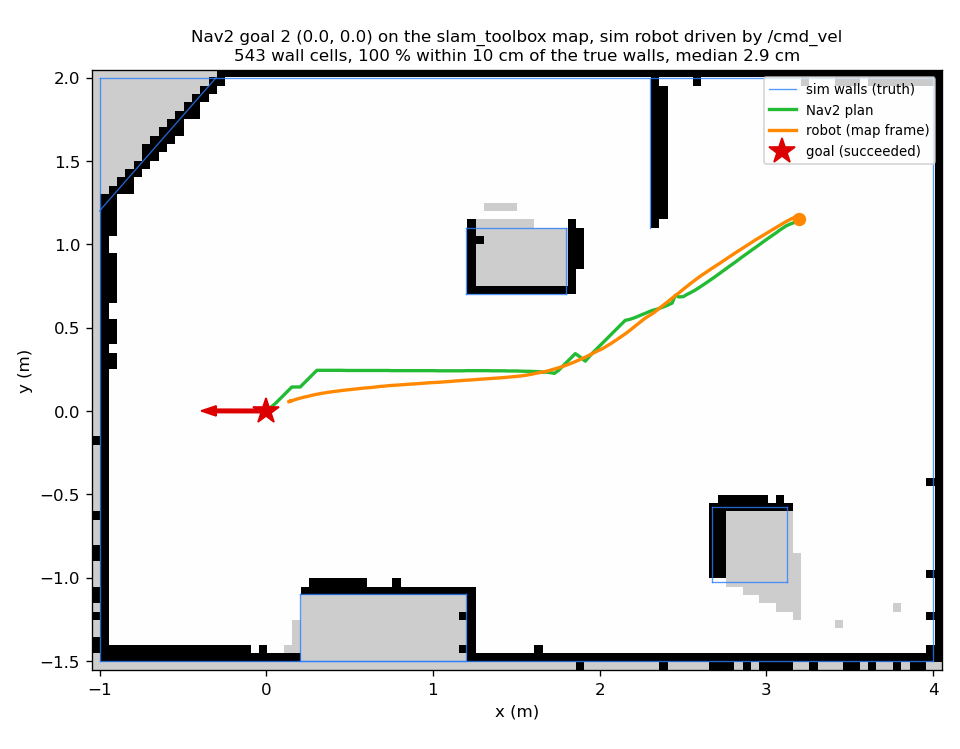 Nav2 goal 2 (0.0, 0.0) on the slam_toolbox map, sim robot driven by /cmd_vel
543 wall cells, 100 % within 10 cm of the true walls, median 2.9 cm
sim walls (truth)
Nav2 plan
robot (map frame)
goal (succeeded)
y (m)
2.0
1.5
1.0
0.5
0.0
−0.5
−1.0
−1.5
−1 0 1 2 3 4
x (m)